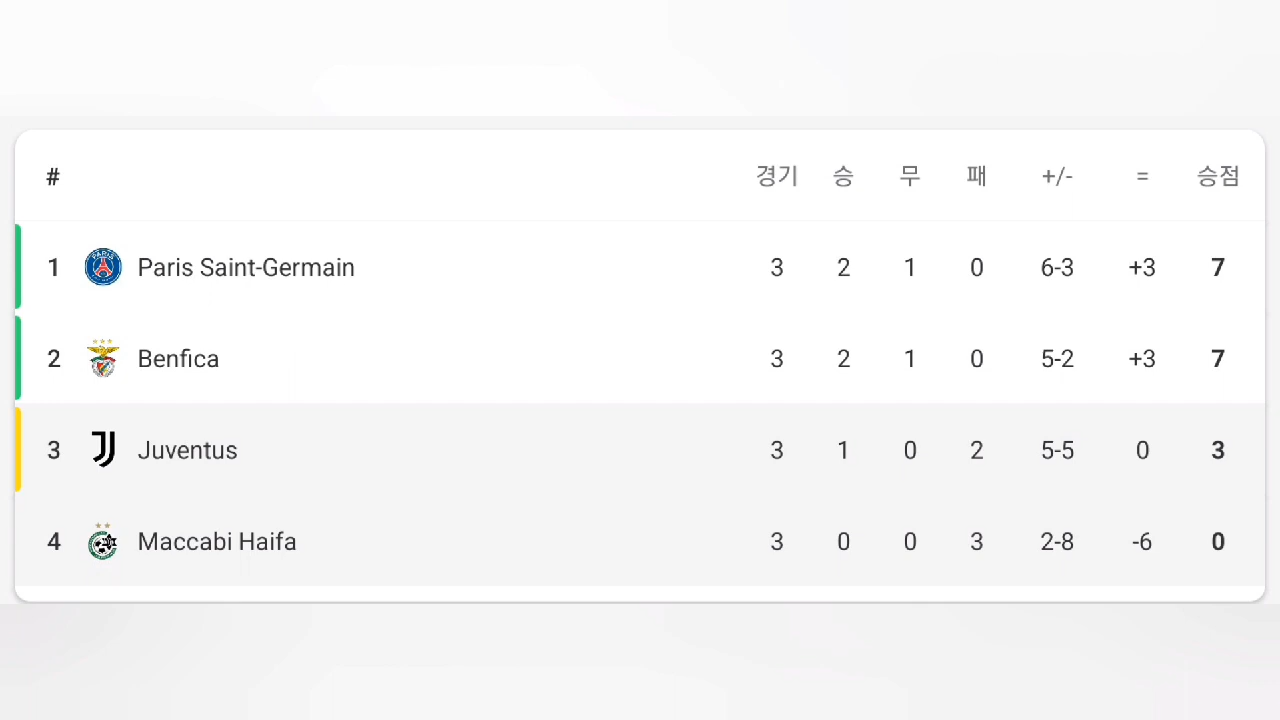 # 경기 승 무 패 +/- = 승점
1 Paris Saint-Germain 3 2 1 0 6-3 +3 7
2 Benfica 3 2 1 0 5-2 +3 7
3 Juventus 3 1 0 2 5-5 0 3
4 Maccabi Haifa 3 0 0 3 2-8 -6 0